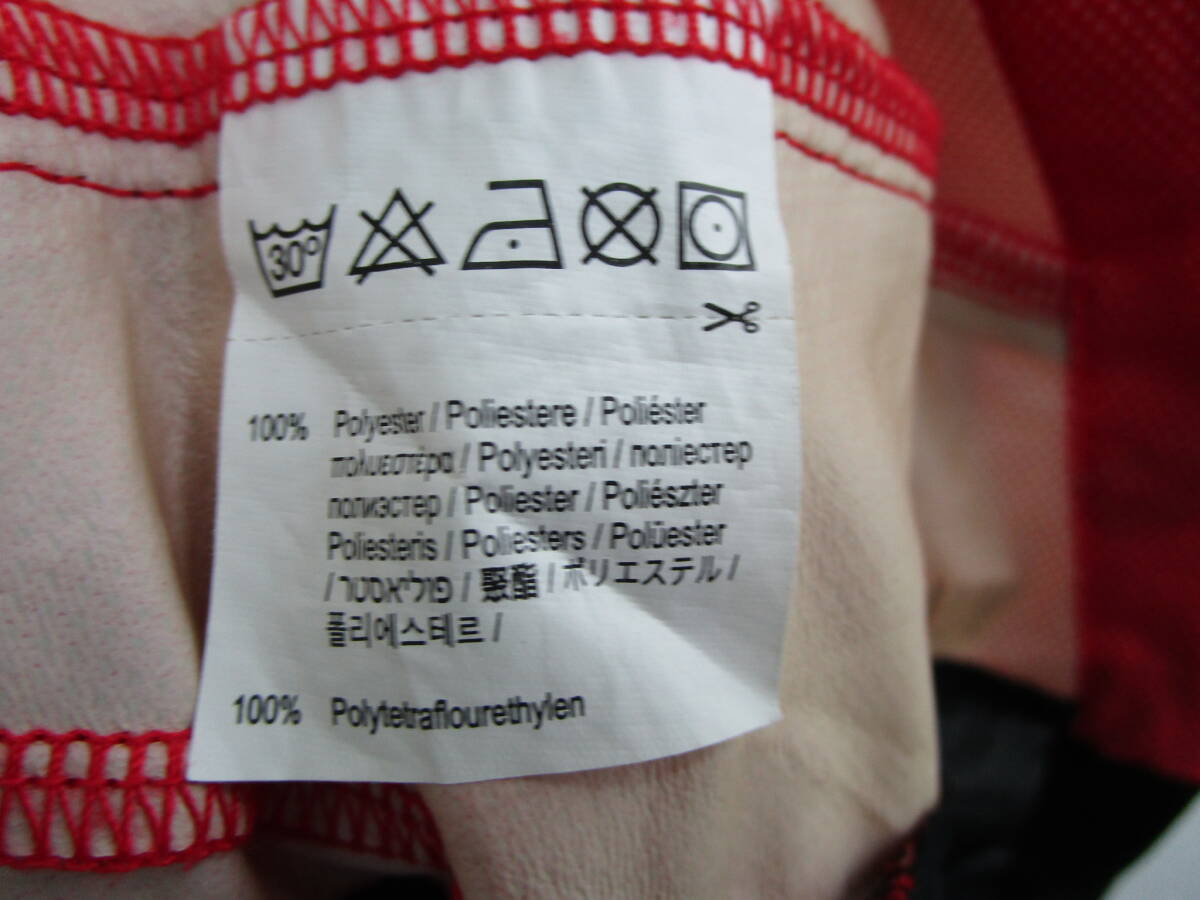 30°
100% Polyester / Poliestere / Poliéster
πολυεστέρα / Polyesteri / поліестер
полиэстер / Poliester / Poliészter
Poliesteris / Poliesters / Polüester
/ פוליאסטר / 聚酯 / ポリエステル /
폴리에스테르 /
100% Polytetraflourethylen